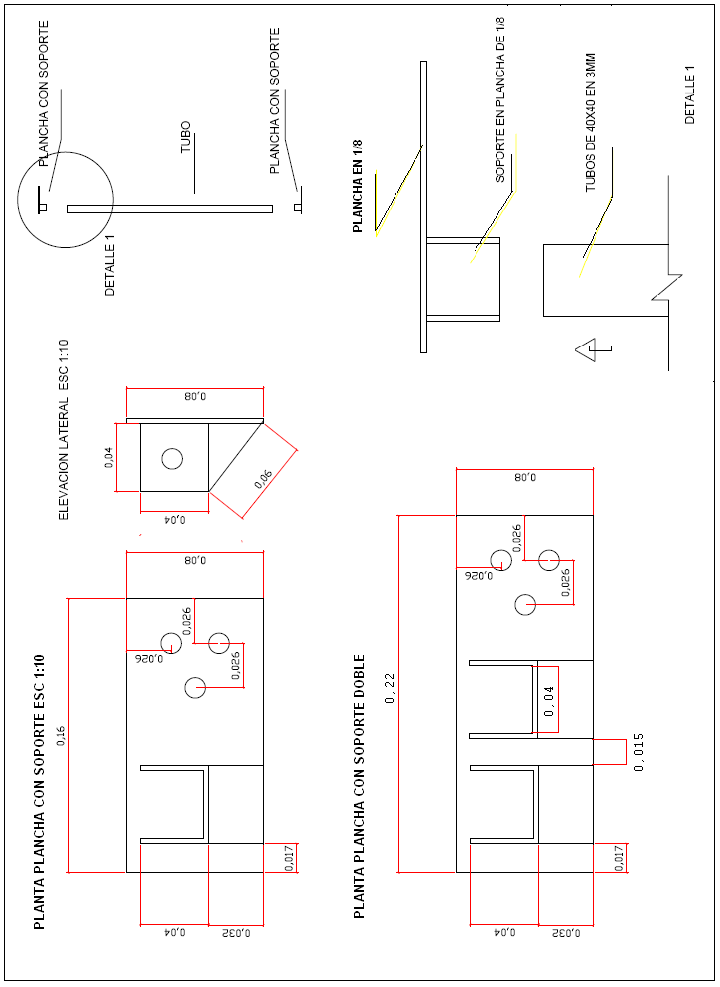 PLANCHA CON SOPORTE
TUBO
PLANCHA CON SOPORTE
DETALLE 1
PLANCHA EN 1/8
SOPORTE EN PLANCHA DE 1/8
TUBOS DE 40X40 EN 3MM
DETALLE 1
ELEVACION LATERAL ESC 1:10
0,08
0,04
0,04
0,06
PLANTA PLANCHA CON SOPORTE ESC 1:10
0,16
0,08
0,026
0,026
0,026
0,017
0,04
0,032
PLANTA PLANCHA CON SOPORTE DOBLE
0,22
0,08
0,026
0,026
0,026
0,04
0,015
0,017
0,04
0,032